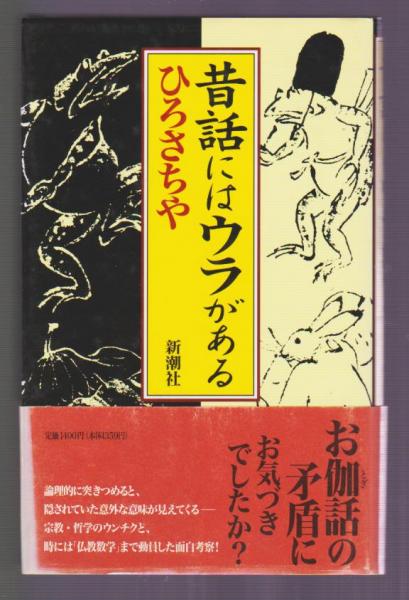 昔話にはウラがある
ひろさちや
新潮社
お伽話の
とぎ
矛盾に
お気づき
でしたか?
定価1400円(本体1359円)
論理的に突きつめると、
隠されていた意外な意味が見えてくる——
宗教・哲学のウンチクと、
時には「仏教数学」まで動員した面白考察!